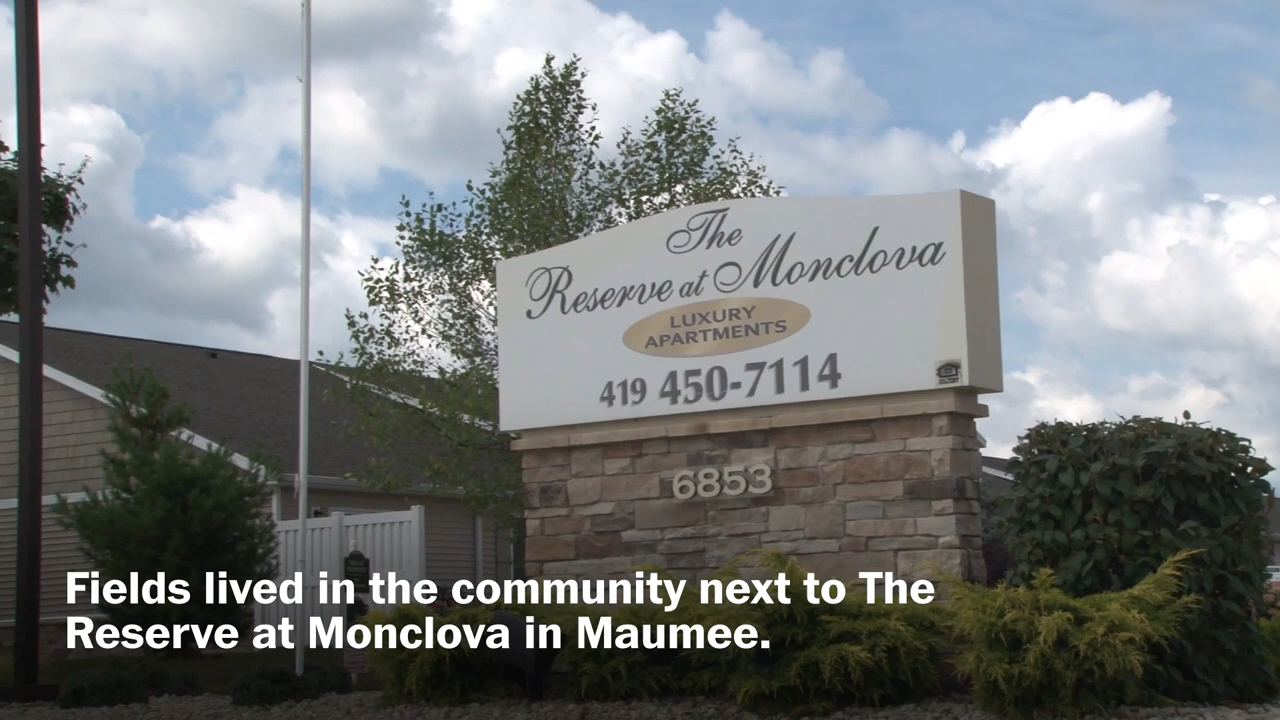 The
Reserve at Monclova
LUXURY
APARTMENTS
419 450-7114
6853
Fields lived in the community next to The
Reserve at Monclova in Maumee.